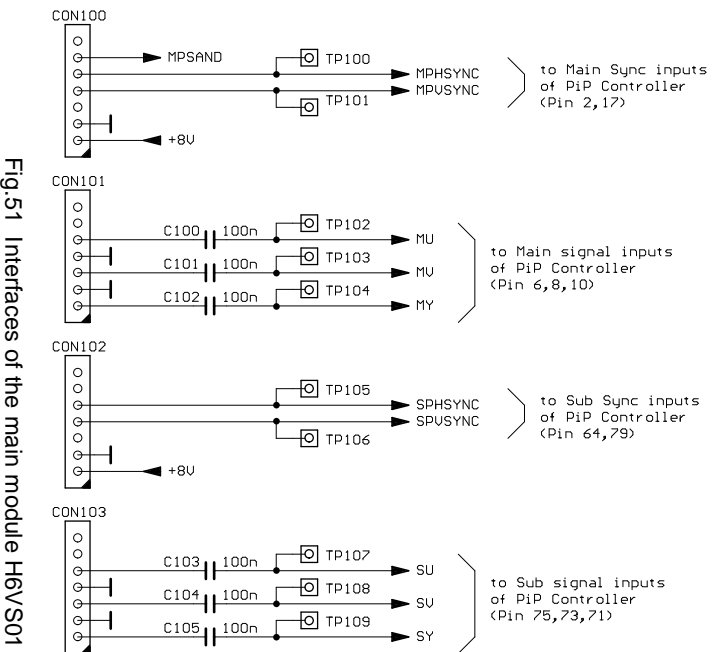 CON100
MPSAND
TP100
MPHSYNC
MPVSYNC
TP101
+8V
to Main Sync inputs
of PiP Controller
(Pin 2,17)
CON101
C100 100n
TP102
MU
C101 100n
TP103
MV
C102 100n
TP104
MY
to Main signal inputs
of PiP Controller
(Pin 6,8,10)
CON102
TP105
SPHSYNC
SPVSYNC
TP106
+8V
to Sub Sync inputs
of PiP Controller
(Pin 64,79)
CON103
C103 100n
TP107
SU
C104 100n
TP108
SV
C105 100n
TP109
SY
to Sub signal inputs
of PiP Controller
(Pin 75,73,71)
Fig.51 Interfaces of the main module H6VS01